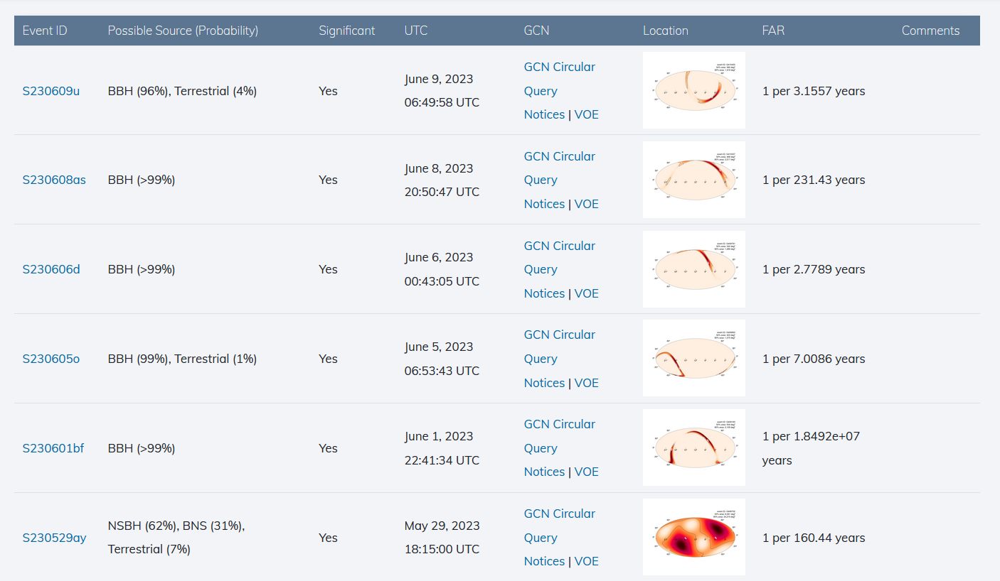 Event ID Possible Source (Probability) Significant UTC GCN Location FAR Comments
S230609u BBH (96%), Terrestrial (4%) Yes June 9, 2023
06:49:58 UTC GCN Circular
Query
Notices | VOE 1 per 3.1557 years
S230608as BBH (>99%) Yes June 8, 2023
20:50:47 UTC GCN Circular
Query
Notices | VOE 1 per 231.43 years
S230606d BBH (>99%) Yes June 6, 2023
00:43:05 UTC GCN Circular
Query
Notices | VOE 1 per 2.7789 years
S230605o BBH (99%), Terrestrial (1%) Yes June 5, 2023
06:53:43 UTC GCN Circular
Query
Notices | VOE 1 per 7.0086 years
S230601bf BBH (>99%) Yes June 1, 2023
22:41:34 UTC GCN Circular
Query
Notices | VOE 1 per 1.8492e+07
years
S230529ay NSBH (62%), BNS (31%),
Terrestrial (7%) Yes May 29, 2023
18:15:00 UTC GCN Circular
Query
Notices | VOE 1 per 160.44 years